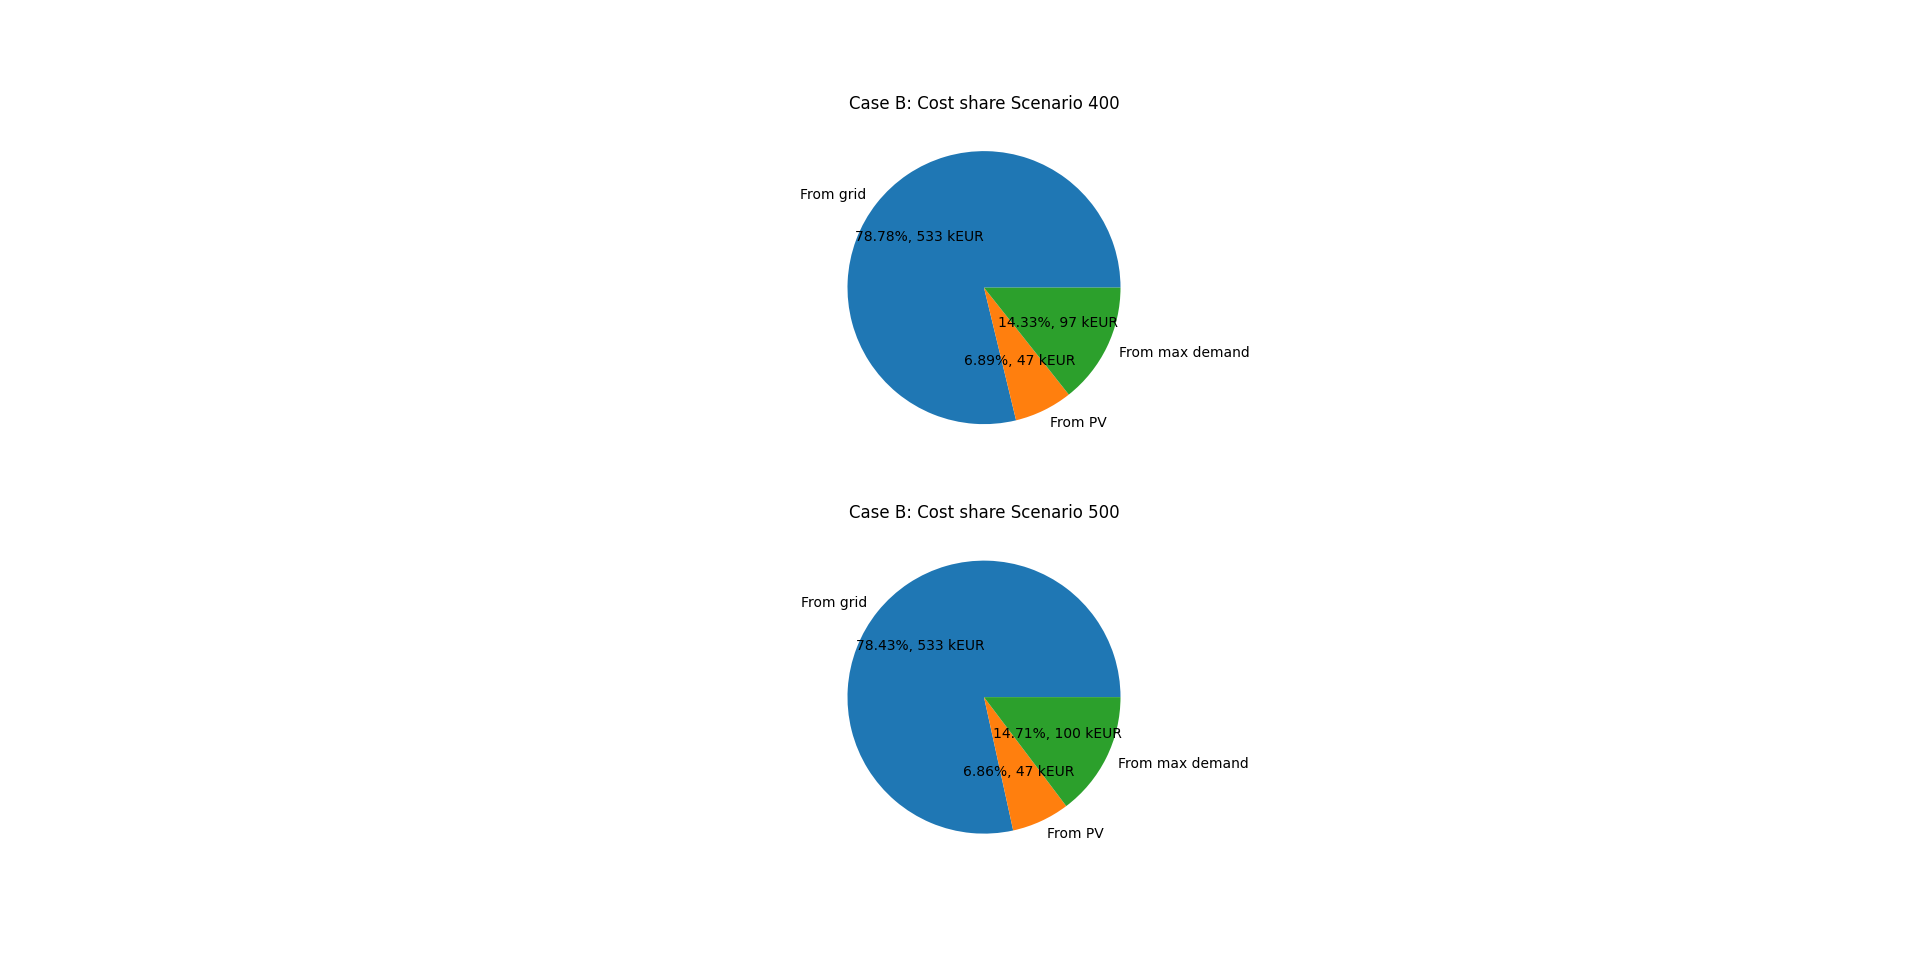 Case B: Cost share Scenario 400
From grid
78.78%, 533 kEUR
14.33%, 97 kEUR
From max demand
6.89%, 47 kEUR
From PV
Case B: Cost share Scenario 500
From grid
78.43%, 533 kEUR
14.71%, 100 kEUR
From max demand
6.86%, 47 kEUR
From PV